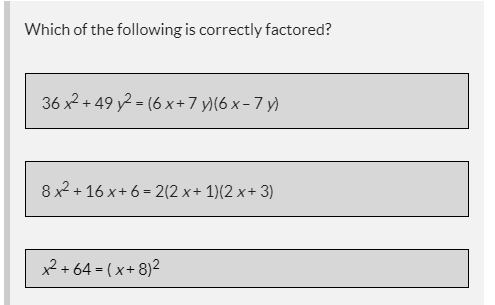 Which of the following is correctly factored?
36 x² + 49 y² = (6 x + 7 y)(6 x – 7 y)
8 x² + 16 x + 6 = 2(2 x + 1)(2 x + 3)
x² + 64 = ( x + 8)²